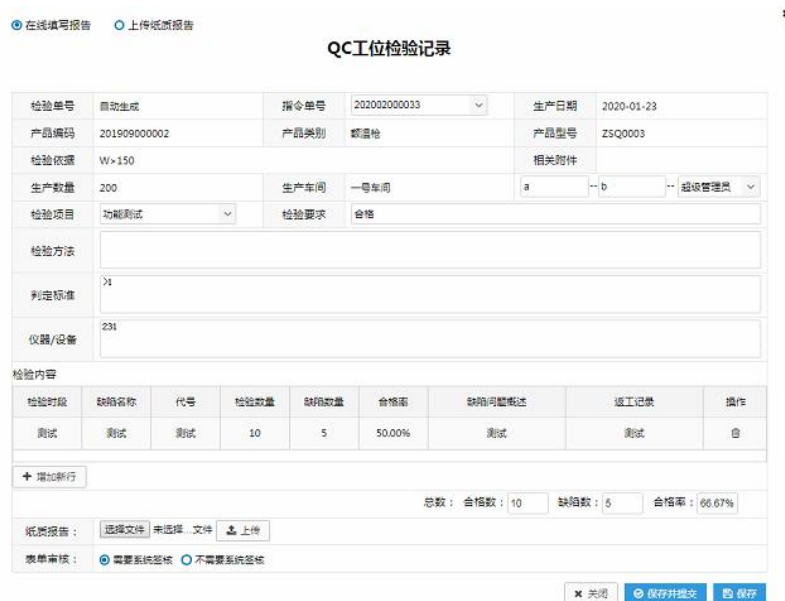 在线填写报告 上传纸质报告
QC工位检验记录
检验单号 自动生成 指令单号 202002000033 生产日期 2020-01-23
产品编码 201909000002 产品类别 额温枪 产品型号 ZSQ0003
检验依据 W>150 相关附件
生产数量 200 生产车间 一号车间 a -- b -- 超级管理员
检验项目 功能测试 检验要求 合格
检验方法
判定标准 >1
仪器/设备 231
检验内容
检验时段 缺陷名称 代号 检验数量 缺陷数量 合格率 缺陷问题概述 返工记录 操作
测试 测试 测试 10 5 50.00% 测试 测试
+ 增加新行
总数： 合格数：10 缺陷数：5 合格率：66.67%
纸质报告： 选择文件 未选择...文件 上传
表单审核： 需要系统签核 不需要系统签核
× 关闭 保存并提交 保存